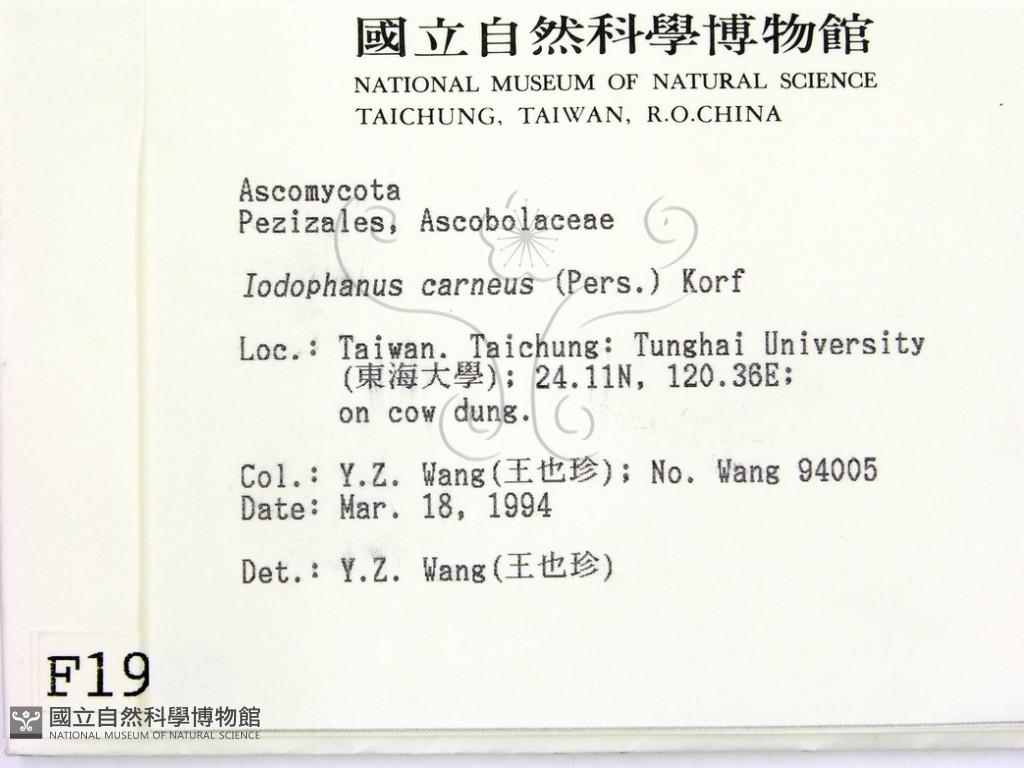 國立自然科學博物館
NATIONAL MUSEUM OF NATURAL SCIENCE
TAICHUNG, TAIWAN, R.O.CHINA
Ascomycota
Pezizales, Ascobolaceae
Iodophanus carneus (Pers.) Korf
Loc.: Taiwan. Taichung: Tunghai University
(東海大學); 24.11N, 120.36E;
on cow dung.
Col.: Y.Z. Wang(王也珍); No. Wang 94005
Date: Mar. 18, 1994
Det.: Y.Z. Wang(王也珍)
F19
國立自然科學博物館
NATIONAL MUSEUM OF NATURAL SCIENCE